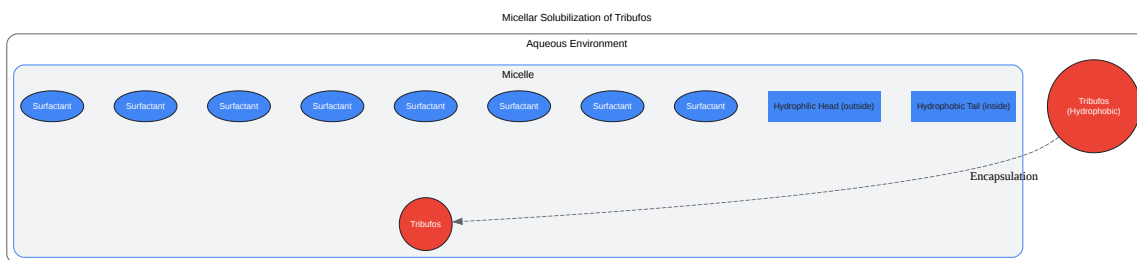 Micellar Solubilization of Tribufos
Aqueous Environment
Micelle
Surfactant
Surfactant
Surfactant
Surfactant
Surfactant
Surfactant
Surfactant
Surfactant
Hydrophilic Head (outside)
Hydrophobic Tail (inside)
Tribufos
(Hydrophobic)
Encapsulation
Tribufos